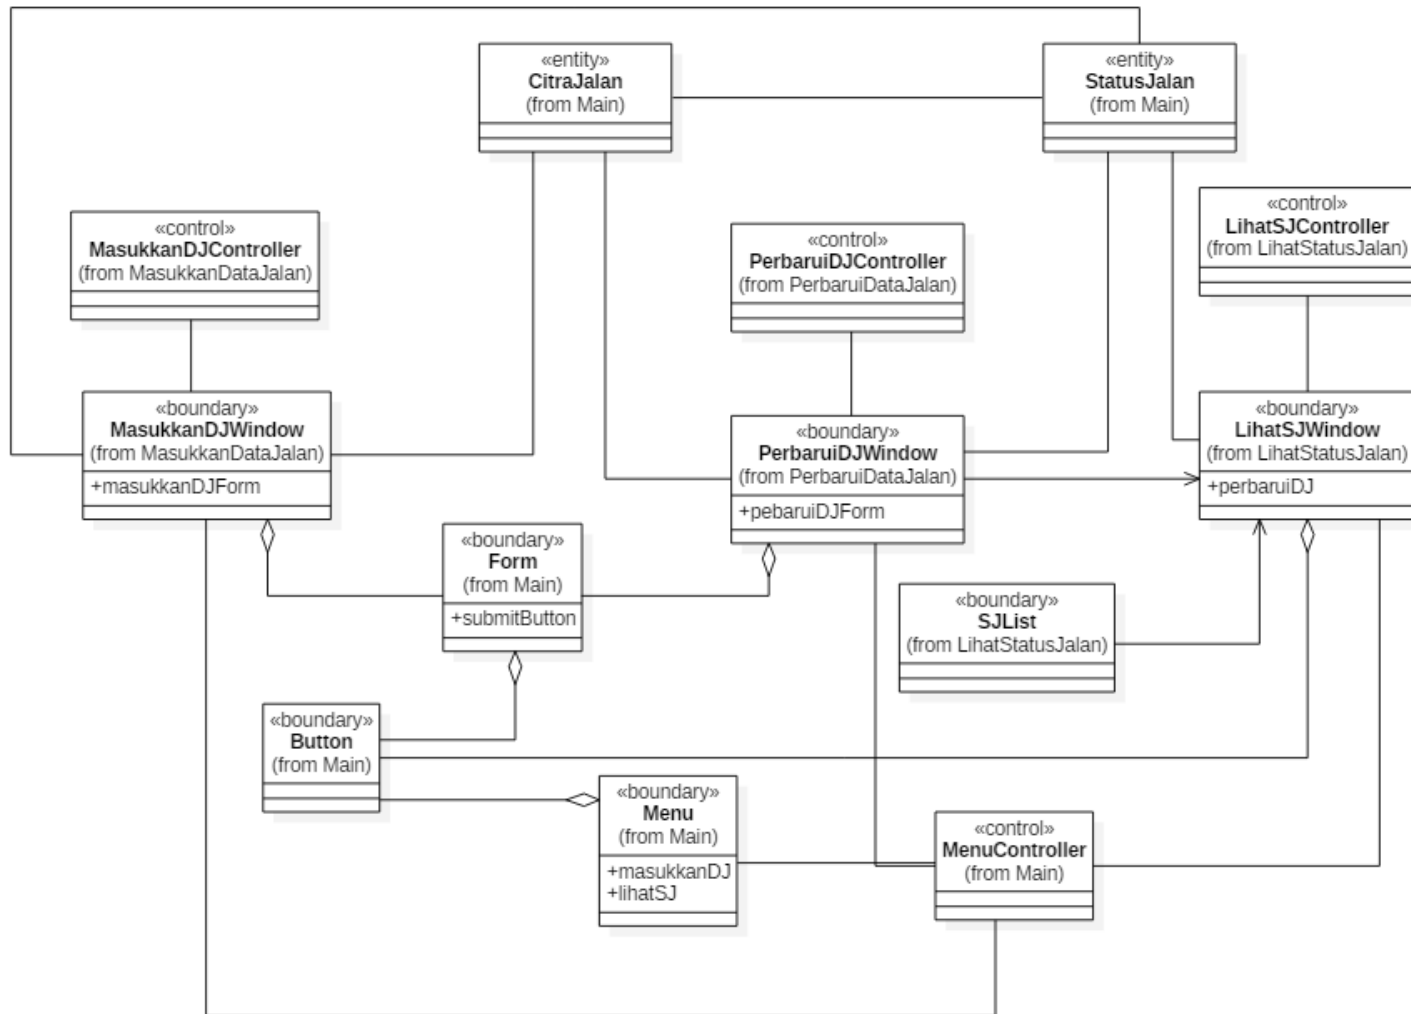 «entity»
CitraJalan
(from Main)
«entity»
StatusJalan
(from Main)
«control»
MasukkanDJController
(from MasukkanDataJalan)
«control»
PerbaruiDJController
(from PerbaruiDataJalan)
«control»
LihatSJController
(from LihatStatusJalan)
«boundary»
MasukkanDJWindow
(from MasukkanDataJalan)
+masukkanDJForm
«boundary»
PerbaruiDJWindow
(from PerbaruiDataJalan)
+pebaruiDJForm
«boundary»
LihatSJWindow
(from LihatStatusJalan)
+perbaruiDJ
«boundary»
Form
(from Main)
+submitButton
«boundary»
SJList
(from LihatStatusJalan)
«boundary»
Button
(from Main)
«boundary»
Menu
(from Main)
+masukkanDJ
+lihatSJ
«control»
MenuController
(from Main)